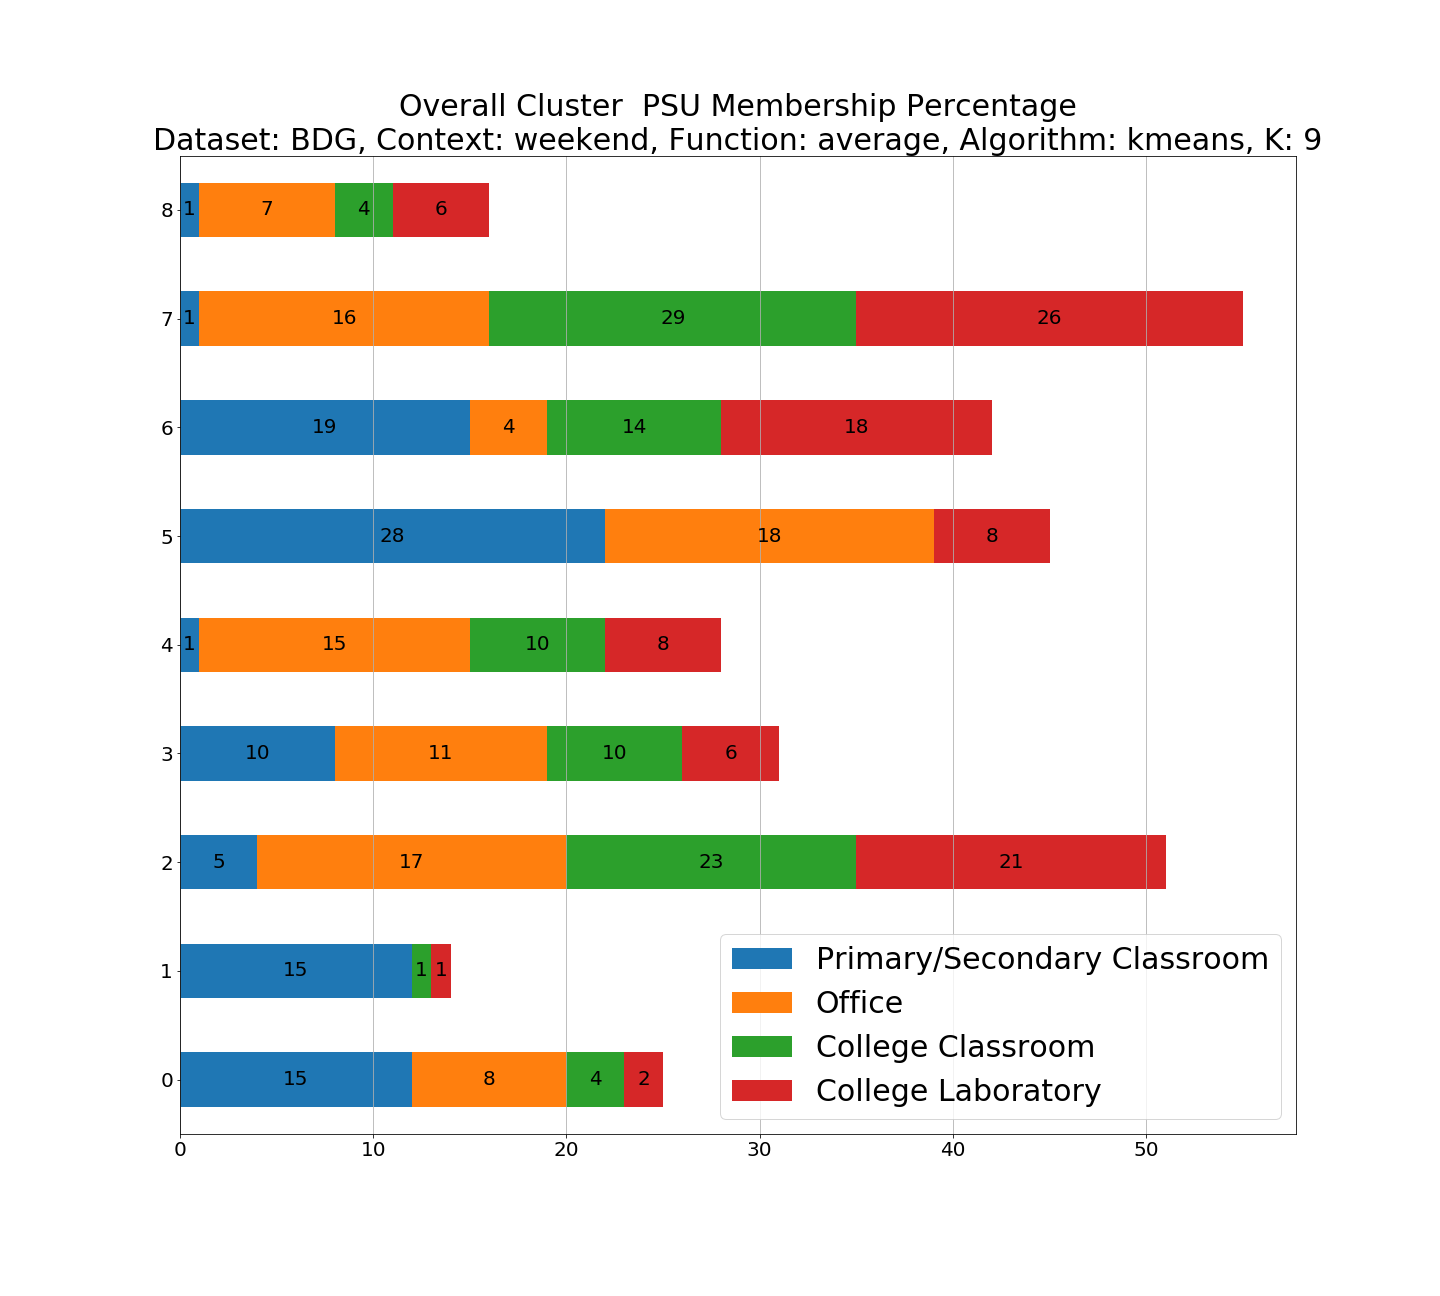 Overall Cluster  PSU Membership Percentage
Dataset: BDG, Context: weekend, Function: average, Algorithm: kmeans, K: 9
8 1 7 4 6
7 1 16 29 26
6 19 4 14 18
5 28 18 8
4 1 15 10 8
3 10 11 10 6
2 5 17 23 21
1 15 1 1
0 15 8 4 2
Primary/Secondary Classroom
Office
College Classroom
College Laboratory
0 10 20 30 40 50